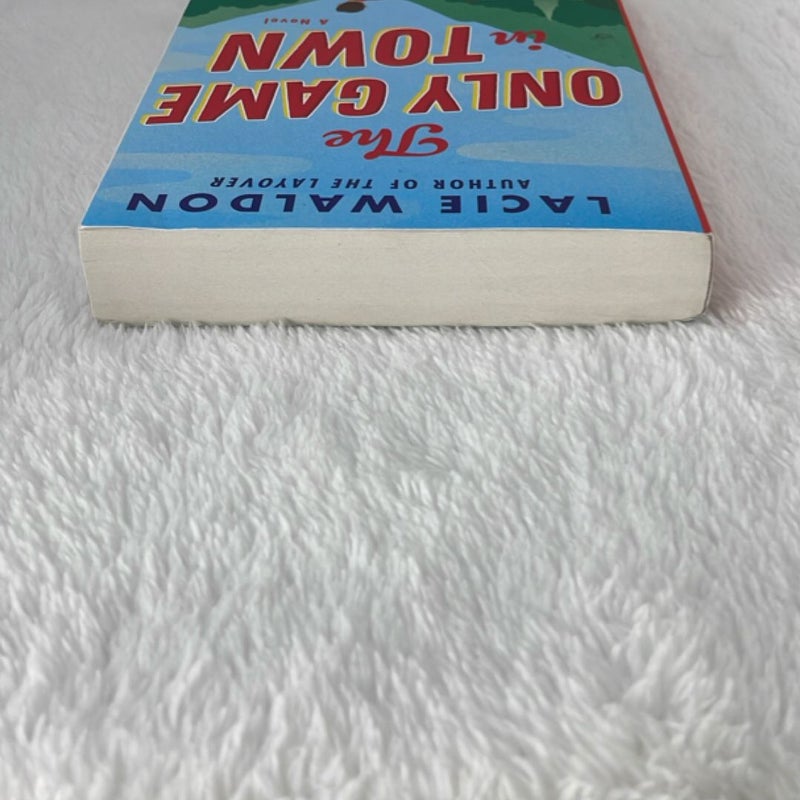 LACIE WALDON
AUTHOR OF THE LAYOVER
The
ONLY GAME
in TOWN
A Novel